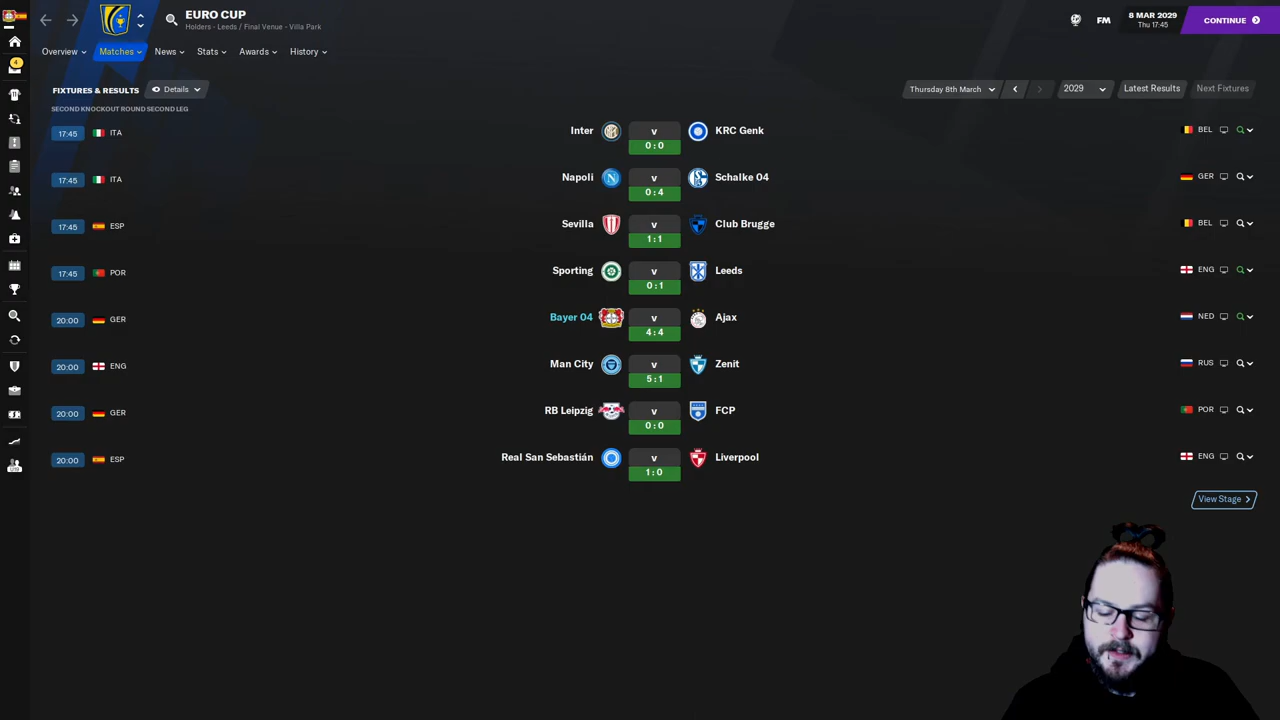 EURO CUP
Holders - Leeds / Final Venue - Villa Park
4
FM
8 MAR 2029
Thu 17:45
CONTINUE
Overview
Matches
News
Stats
Awards
History
FIXTURES & RESULTS
Details
Thursday 8th March
2029
Latest Results
Next Fixtures
SECOND KNOCKOUT ROUND SECOND LEG
17:45 ITA Inter v KRC Genk BEL
0 : 0
17:45 ITA Napoli v Schalke 04 GER
0 : 4
17:45 ESP Sevilla v Club Brugge BEL
1 : 1
17:45 POR Sporting v Leeds ENG
0 : 1
20:00 GER Bayer 04 v Ajax NED
4 : 4
20:00 ENG Man City v Zenit RUS
5 : 1
20:00 GER RB Leipzig v FCP POR
0 : 0
20:00 ESP Real San Sebastián v Liverpool ENG
1 : 0
View Stage